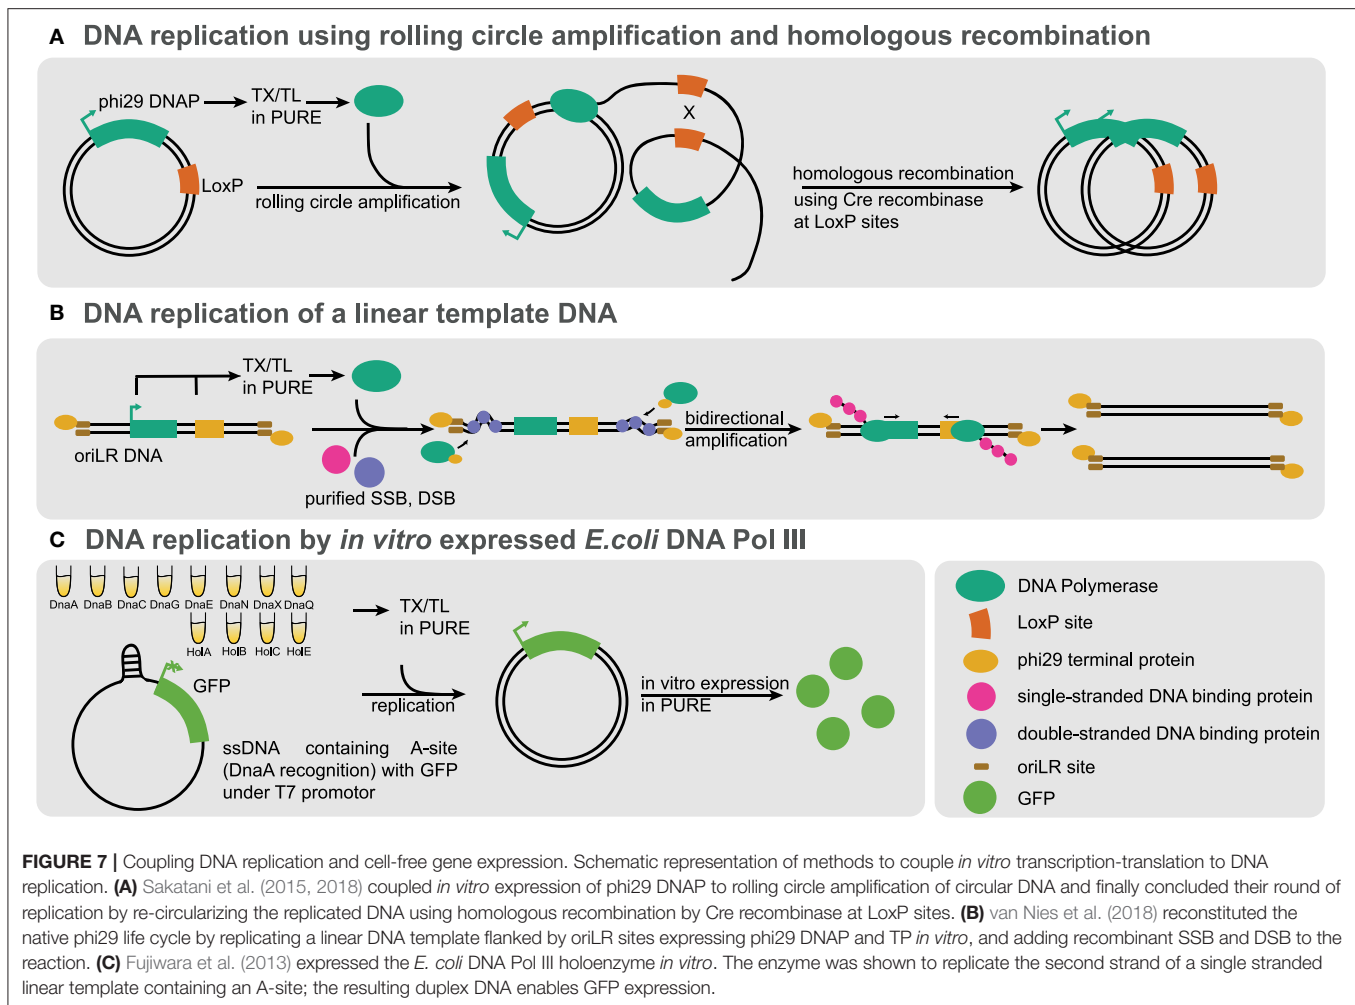 A DNA replication using rolling circle amplification and homologous recombination
phi29 DNAP
TX/TL
in PURE
LoxP
rolling circle amplification
X
homologous recombination
using Cre recombinase
at LoxP sites
B DNA replication of a linear template DNA
TX/TL
in PURE
oriLR DNA
purified SSB, DSB
bidirectional
amplification
C DNA replication by in vitro expressed E.coli DNA Pol III
DnaA DnaB DnaC DnaG DnaE DnaN DnaX DnaQ
HolA HolB HolC HolE
TX/TL
in PURE
GFP
replication
in vitro expression
in PURE
ssDNA containing A-site
(DnaA recognition) with GFP
under T7 promotor
DNA Polymerase
LoxP site
phi29 terminal protein
single-stranded DNA binding protein
double-stranded DNA binding protein
oriLR site
GFP
FIGURE 7 | Coupling DNA replication and cell-free gene expression. Schematic representation of methods to couple in vitro transcription-translation to DNA
replication. (A) Sakatani et al. (2015, 2018) coupled in vitro expression of phi29 DNAP to rolling circle amplification of circular DNA and finally concluded their round of
replication by re-circularizing the replicated DNA using homologous recombination by Cre recombinase at LoxP sites. (B) van Nies et al. (2018) reconstituted the
native phi29 life cycle by replicating a linear DNA template flanked by oriLR sites expressing phi29 DNAP and TP in vitro, and adding recombinant SSB and DSB to the
reaction. (C) Fujiwara et al. (2013) expressed the E. coli DNA Pol III holoenzyme in vitro. The enzyme was shown to replicate the second strand of a single stranded
linear template containing an A-site; the resulting duplex DNA enables GFP expression.